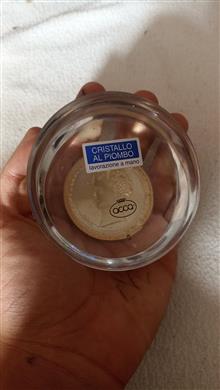 CRISTALLO
AL PIOMBO
lavorazione a mano
acca